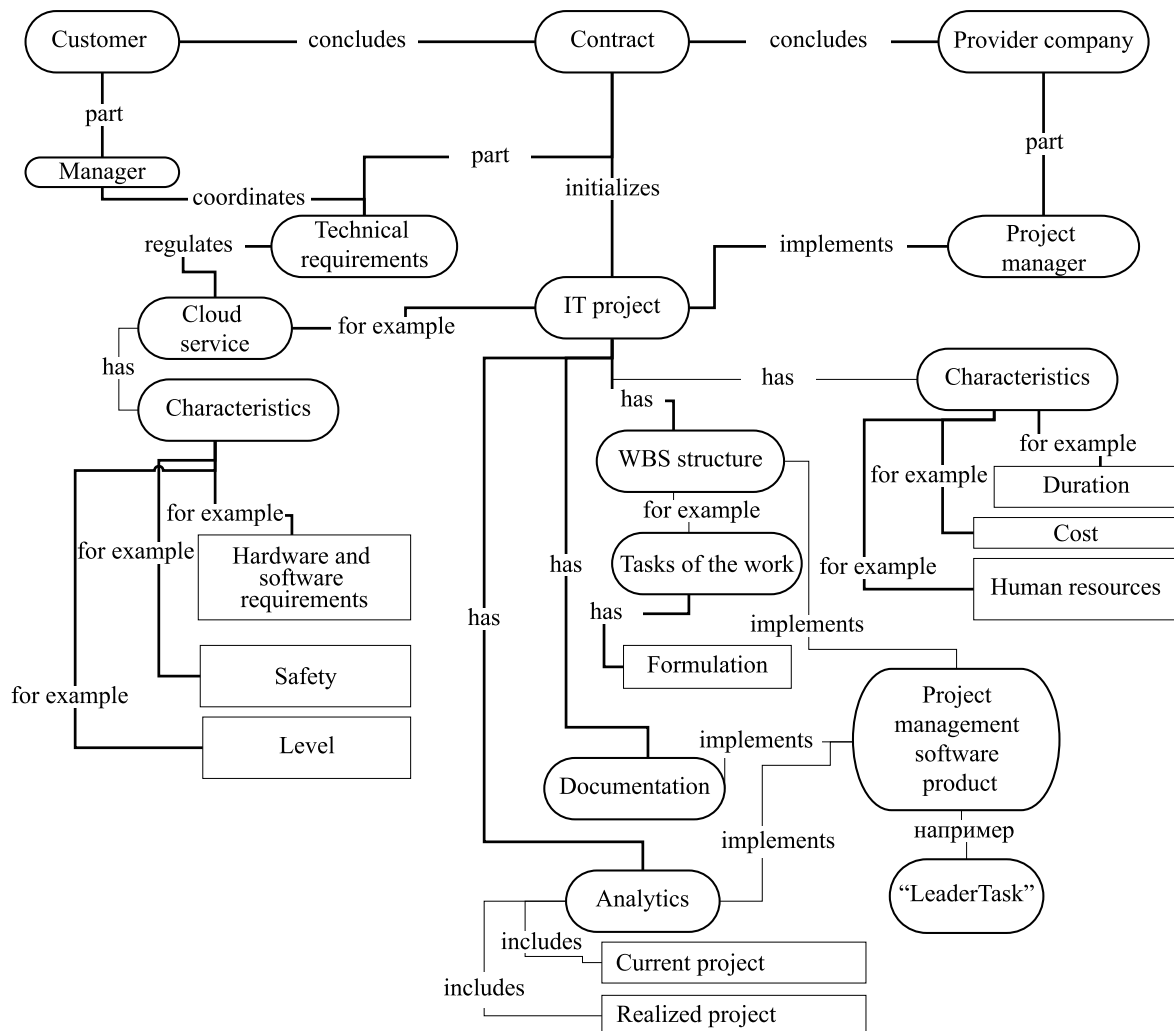 Customer
concludes
Contract
concludes
Provider company
part
part
Manager
part
coordinates
initializes
regulates
Technical
requirements
implements
Project
manager
Cloud
service
for example
IT project
has
has
Characteristics
Characteristics
has
for example
WBS structure
for example
Duration
for example
for example
Cost
for example
Hardware and
software
requirements
has
Tasks of the work
for example
Human resources
has
has
implements
Formulation
Safety
for example
Level
Project
management
software
product
implements
Documentation
например
implements
Analytics
“LeaderTask”
includes
Current project
includes
Realized project